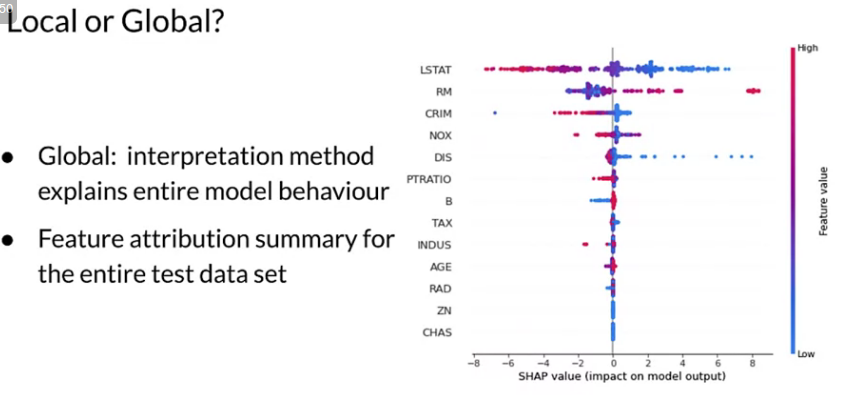 50
Local or Global?
● Global: interpretation method
explains entire model behaviour
● Feature attribution summary for
the entire test data set
High
LSTAT
RM
CRIM
NOX
DIS
PTRATIO
B
TAX
INDUS
AGE
RAD
ZN
CHAS
Feature value
Low
−8 −6 −4 −2 0 2 4 6 8
SHAP value (impact on model output)